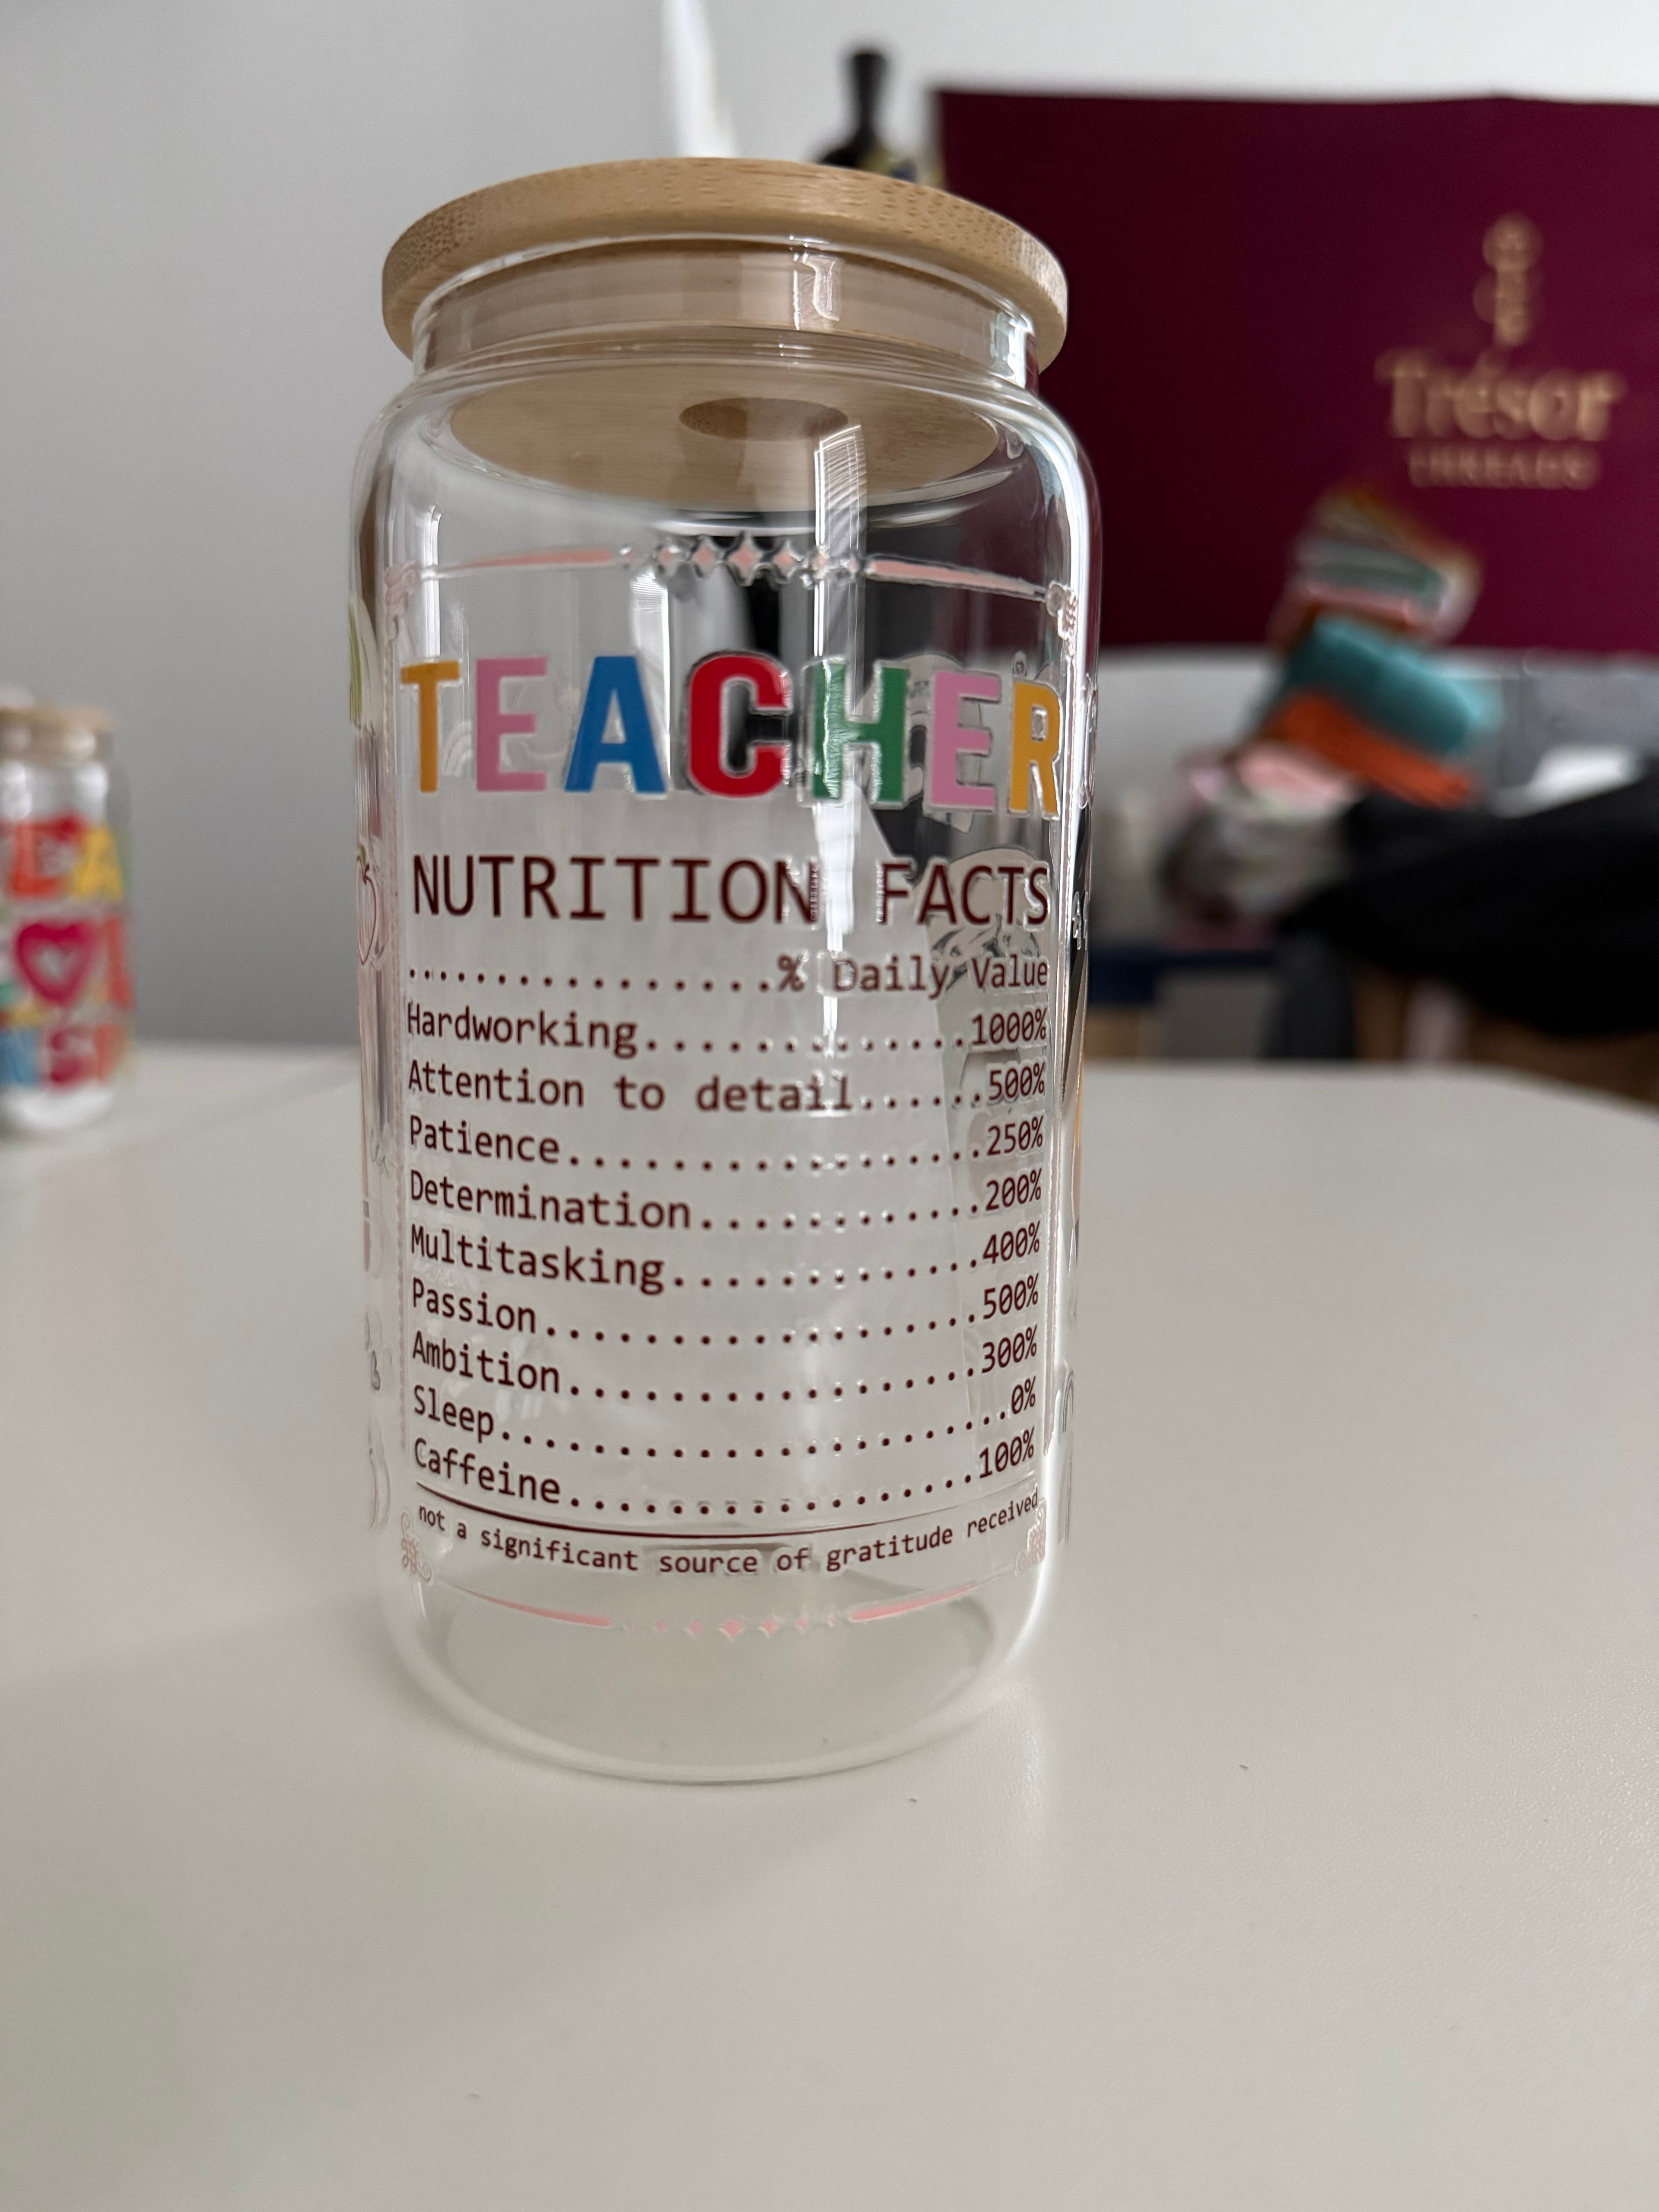 TEACHER
NUTRITION FACTS
................% Daily Value
Hardworking.............1000%
Attention to detail......500%
Patience................250%
Determination...........200%
Multitasking............400%
Passion.................500%
Ambition................300%
Sleep....................0%
Caffeine................100%
not a significant source of gratitude received
Trésor
THREADS